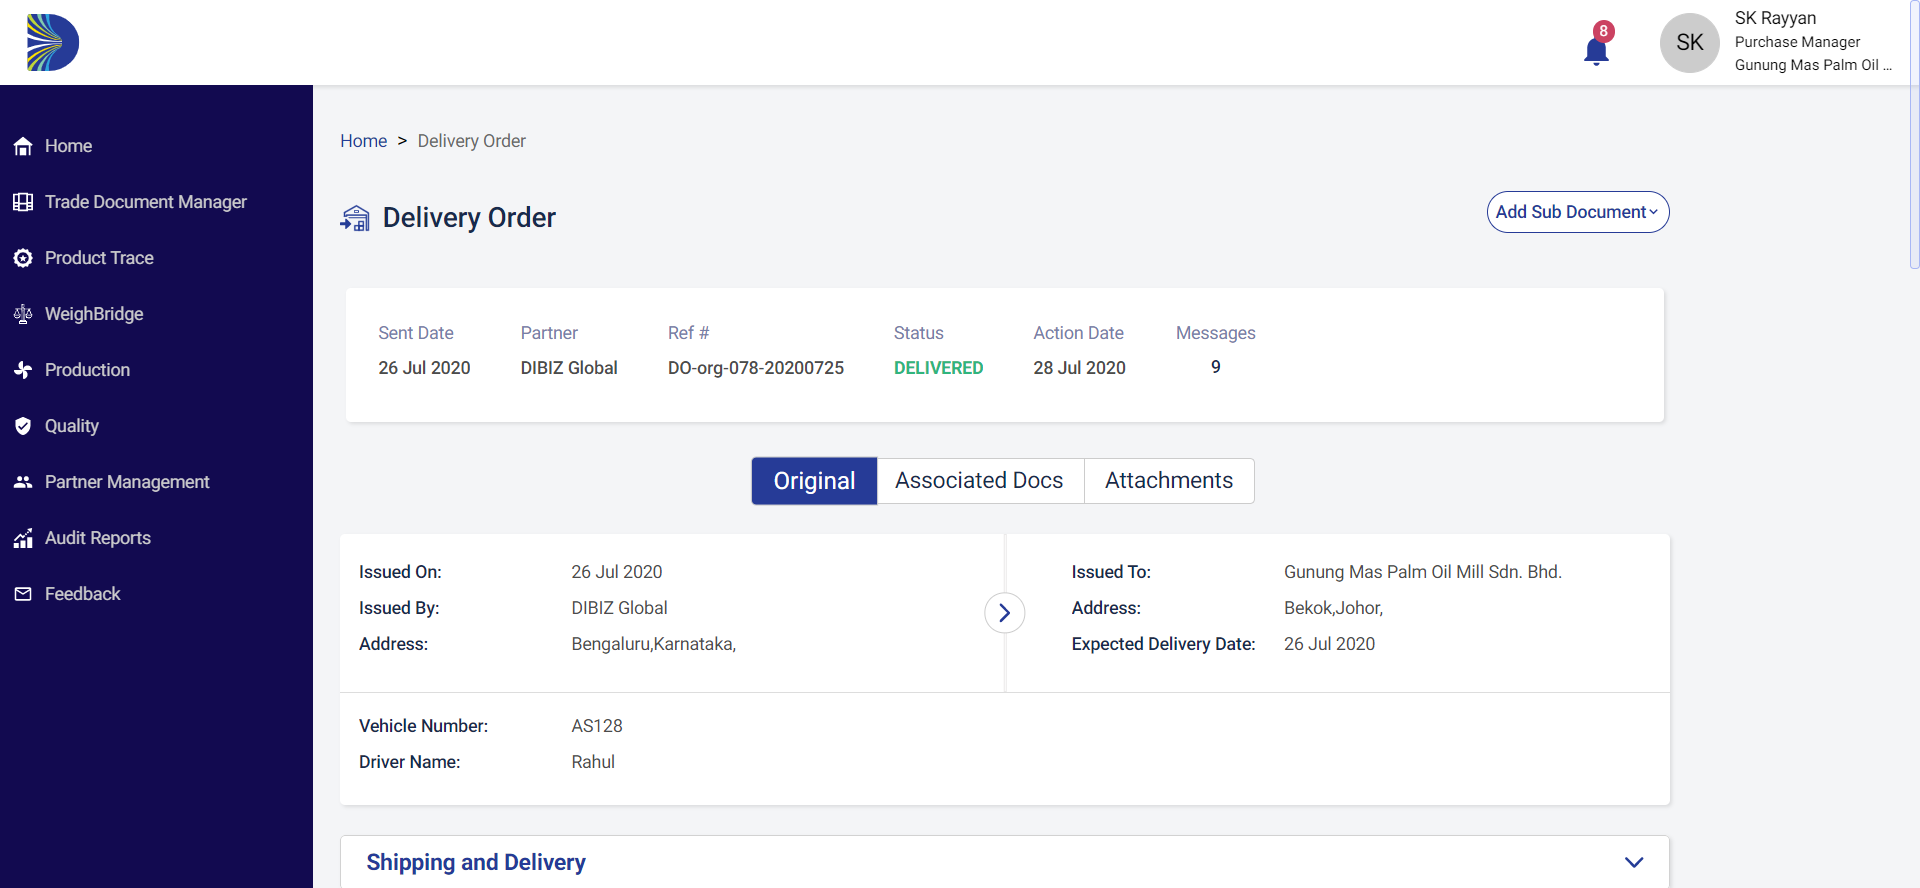 8
SK
SK Rayyan
Purchase Manager
Gunung Mas Palm Oil ...
Home
Trade Document Manager
Product Trace
WeighBridge
Production
Quality
Partner Management
Audit Reports
Feedback
Home > Delivery Order
Delivery Order
Add Sub Document
Sent Date Partner Ref # Status Action Date Messages
26 Jul 2020 DIBIZ Global DO-org-078-20200725 DELIVERED 28 Jul 2020 9
Original Associated Docs Attachments
Issued On: 26 Jul 2020
Issued By: DIBIZ Global
Address: Bengaluru,Karnataka,
Issued To: Gunung Mas Palm Oil Mill Sdn. Bhd.
Address: Bekok,Johor,
Expected Delivery Date: 26 Jul 2020
Vehicle Number: AS128
Driver Name: Rahul
Shipping and Delivery